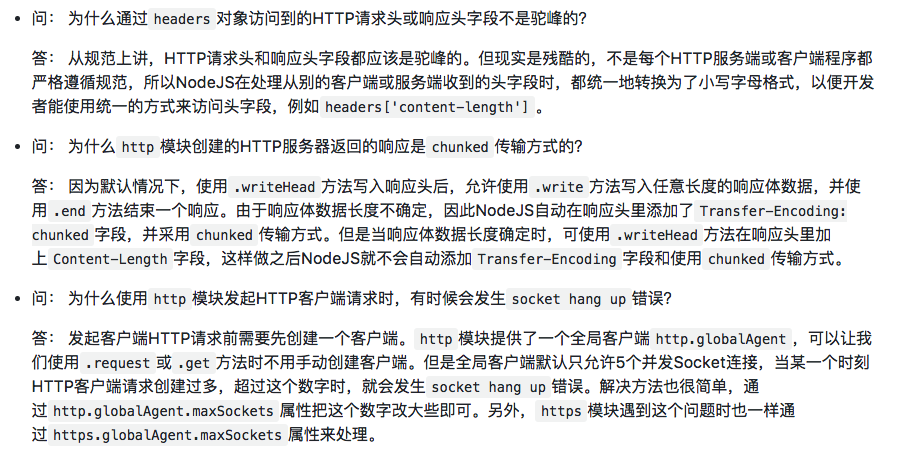 问： 为什么通过 headers 对象访问到的HTTP请求头或响应头字段不是驼峰的?
答： 从规范上讲，HTTP请求头和响应头字段都应该是驼峰的。但现实是残酷的，不是每个HTTP服务端或客户端程序都
严格遵循规范，所以NodeJS在处理从别的客户端或服务端收到的头字段时，都统一地转换为了小写字母格式，以便开发
者能使用统一的方式来访问头字段，例如 headers['content-length'] 。
问： 为什么 http 模块创建的HTTP服务器返回的响应是 chunked 传输方式的?
答： 因为默认情况下，使用 .writeHead 方法写入响应头后，允许使用 .write 方法写入任意长度的响应体数据，并使
用 .end 方法结束一个响应。由于响应体数据长度不确定，因此NodeJS自动在响应头里添加了 Transfer-Encoding:
chunked 字段，并采用 chunked 传输方式。但是当响应体数据长度确定时，可使用 .writeHead 方法在响应头里加
上 Content-Length 字段，这样做之后NodeJS就不会自动添加 Transfer-Encoding 字段和使用 chunked 传输方式。
问： 为什么使用 http 模块发起HTTP客户端请求时，有时候会发生 socket hang up 错误?
答： 发起客户端HTTP请求前需要先创建一个客户端。 http 模块提供了一个全局客户端 http.globalAgent ，可以让我
们使用 .request 或 .get 方法时不用手动创建客户端。但是全局客户端默认只允许5个并发Socket连接，当某一个时刻
HTTP客户端请求创建过多，超过这个数字时，就会发生 socket hang up 错误。解决方法也很简单，通
过 http.globalAgent.maxSockets 属性把这个数字改大些即可。另外， https 模块遇到这个问题时也一样通
过 https.globalAgent.maxSockets 属性来处理。